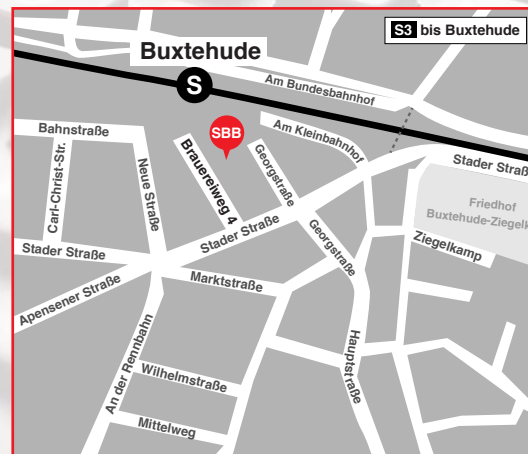 S3 bis Buxtehude
Buxtehude
S
Am Bundesbahnhof
SBB
Am Kleinbahnhof
Bahnstraße
Carl-Christ-Str.
Neue Straße
Brauereiweg 4
Georgstraße
Stader Straß
Friedhof
Buxtehude-Ziegelk
Ziegelkamp
Stader Straße
Stader Straße
Georgstraße
Apensener Straße
Marktstraße
Hauptstraße
An der Rennbahn
Wilhelmstraße
Mittelweg